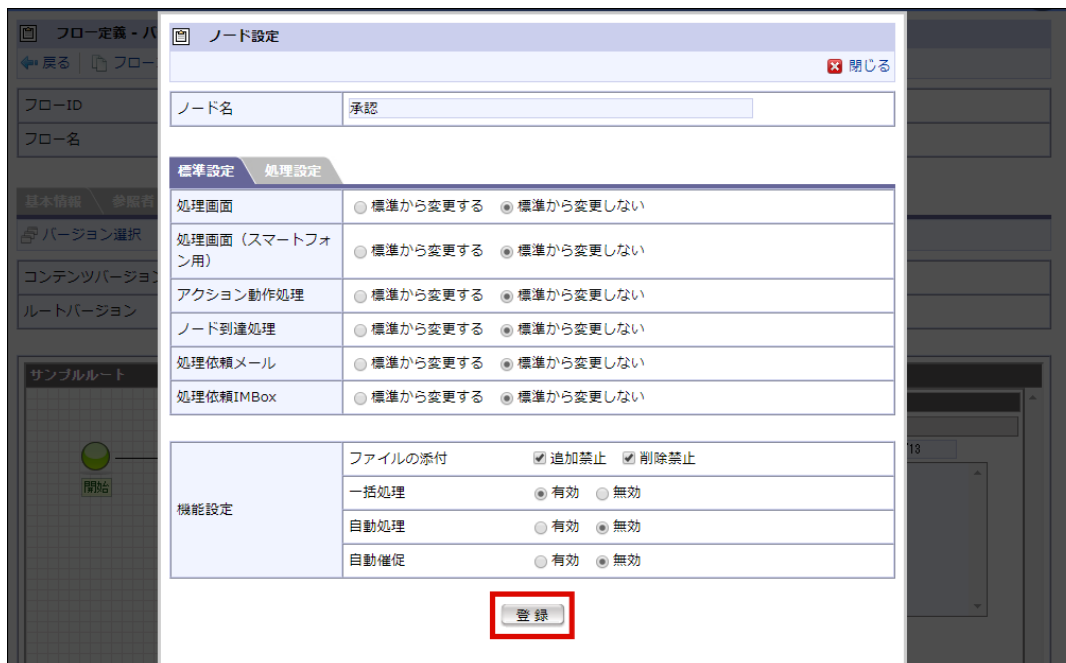 フロー定義 - バ
戻る フロー
フローID
フロー名
基本情報 参照者
バージョン選択
コンテンツバージョン
ルートバージョン
サンプルルート
開始
ノード設定
閉じる
ノード名 承認
標準設定 処理設定
処理画面 標準から変更する 標準から変更しない
処理画面（スマートフォ
ン用） 標準から変更する 標準から変更しない
アクション動作処理 標準から変更する 標準から変更しない
ノード到達処理 標準から変更する 標準から変更しない
処理依頼メール 標準から変更する 標準から変更しない
処理依頼IMBox 標準から変更する 標準から変更しない
機能設定
ファイルの添付 追加禁止 削除禁止
一括処理 有効 無効
自動処理 有効 無効
自動催促 有効 無効
登録